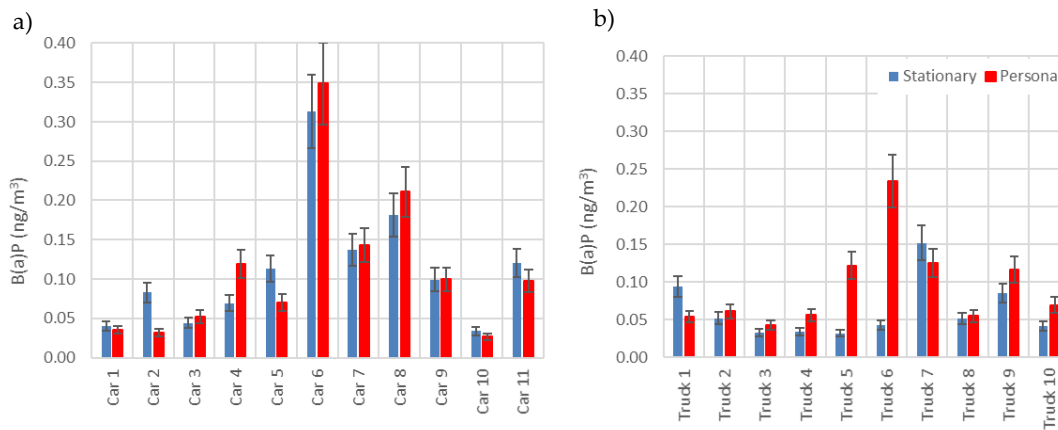 a)
B(a)P (ng/m³)
0.40
0.35
0.30
0.25
0.20
0.15
0.10
0.05
0.00
Car 1
Car 2
Car 3
Car 4
Car 5
Car 6
Car 7
Car 8
Car 9
Car 10
Car 11
b)
B(a)P (ng/m³)
0.40
0.35
0.30
0.25
0.20
0.15
0.10
0.05
0.00
Stationary Persona
Truck 1
Truck 2
Truck 3
Truck 4
Truck 5
Truck 6
Truck 7
Truck 8
Truck 9
Truck 10